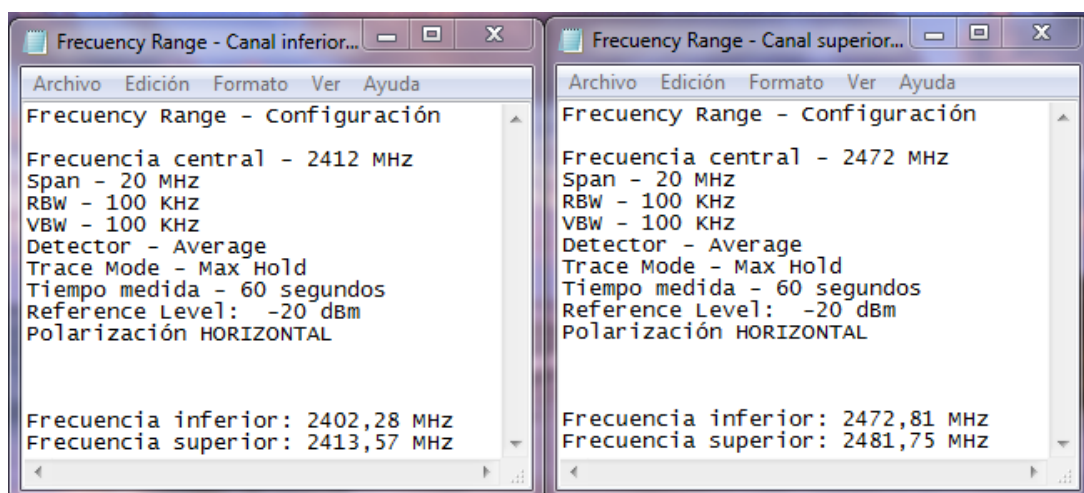 Frecuency Range - Canal inferior...
Archivo Edición Formato Ver Ayuda
Frecuency Range - Configuración
Frecuencia central - 2412 MHz
Span - 20 MHz
RBW - 100 KHz
VBW - 100 KHz
Detector - Average
Trace Mode - Max Hold
Tiempo medida - 60 segundos
Reference Level: -20 dBm
Polarización HORIZONTAL
Frecuencia inferior: 2402,28 MHz
Frecuencia superior: 2413,57 MHz
Frecuency Range - Canal superior...
Archivo Edición Formato Ver Ayuda
Frecuency Range - Configuración
Frecuencia central - 2472 MHz
Span - 20 MHz
RBW - 100 KHz
VBW - 100 KHz
Detector - Average
Trace Mode - Max Hold
Tiempo medida - 60 segundos
Reference Level: -20 dBm
Polarización HORIZONTAL
Frecuencia inferior: 2472,81 MHz
Frecuencia superior: 2481,75 MHz